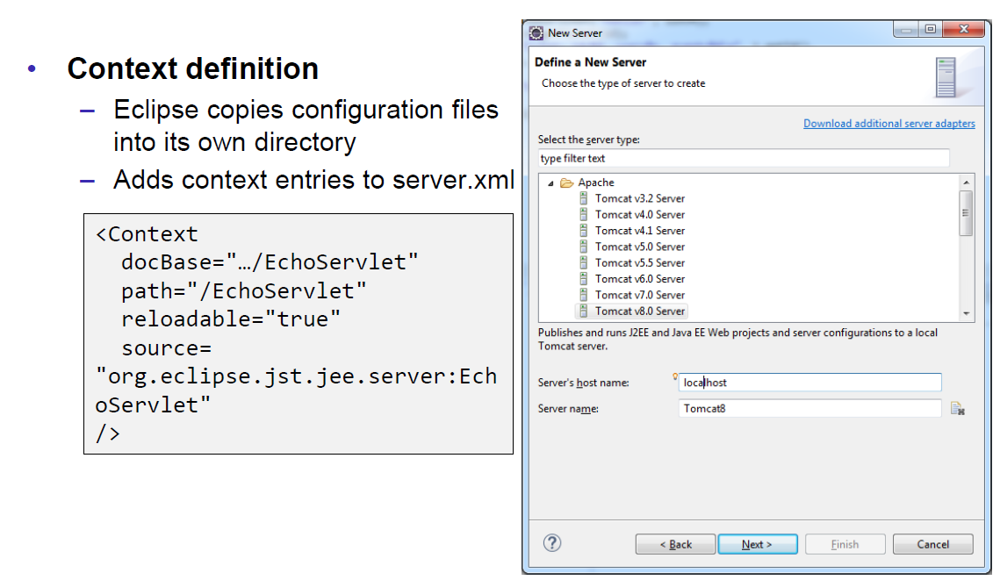 • Context definition
– Eclipse copies configuration files
into its own directory
– Adds context entries to server.xml
<Context
docBase="…/EchoServlet"
path="/EchoServlet"
reloadable="true"
source=
"org.eclipse.jst.jee.server:Ech
oServlet"
/>
New Server
Define a New Server
Choose the type of server to create
Download additional server adapters
Select the server type:
type filter text
Apache
Tomcat v3.2 Server
Tomcat v4.0 Server
Tomcat v4.1 Server
Tomcat v5.0 Server
Tomcat v5.5 Server
Tomcat v6.0 Server
Tomcat v7.0 Server
Tomcat v8.0 Server
Publishes and runs J2EE and Java EE Web projects and server configurations to a local
Tomcat server.
Server's host name: localhost
Server name: Tomcat8
? < Back Next > Finish Cancel